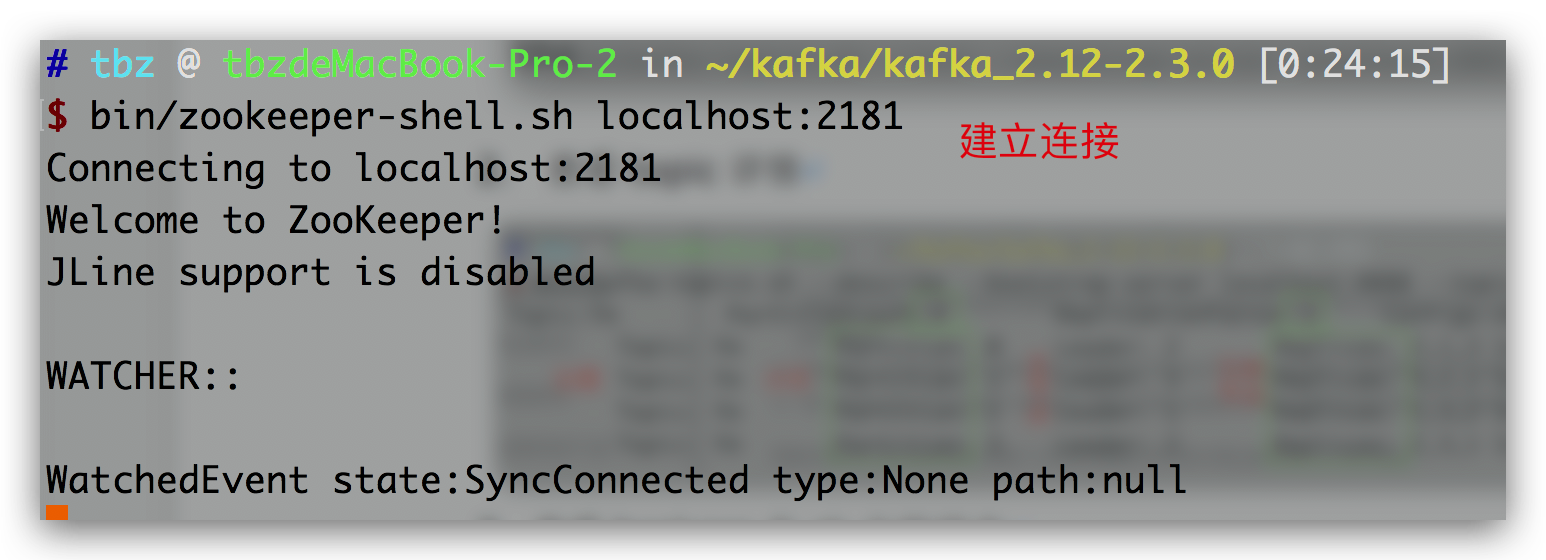 # tbz @ tbzdeMacBook-Pro-2 in ~/kafka/kafka_2.12-2.3.0 [0:24:15]
$ bin/zookeeper-shell.sh localhost:2181
建立连接
Connecting to localhost:2181
Welcome to ZooKeeper!
JLine support is disabled
WATCHER::
WatchedEvent state:SyncConnected type:None path:null